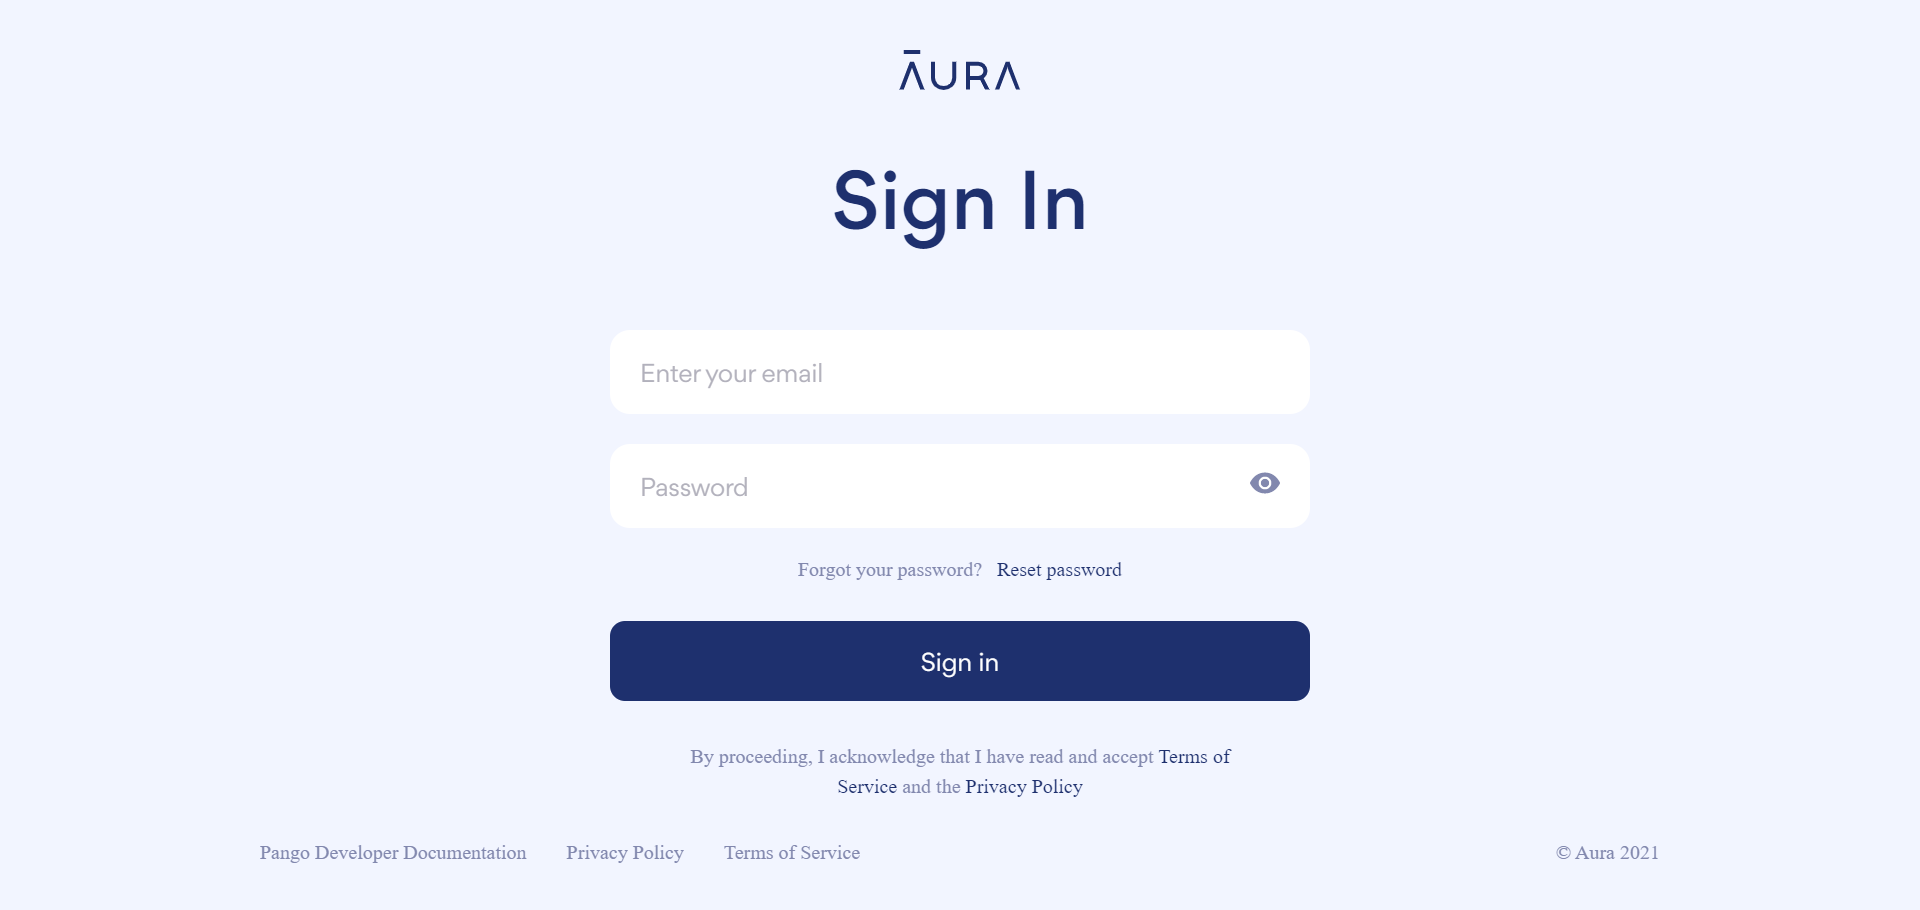 ĀURA
Sign In
Enter your email
Password
Forgot your password? Reset password
Sign in
By proceeding, I acknowledge that I have read and accept Terms of
Service and the Privacy Policy
Pango Developer Documentation Privacy Policy Terms of Service © Aura 2021